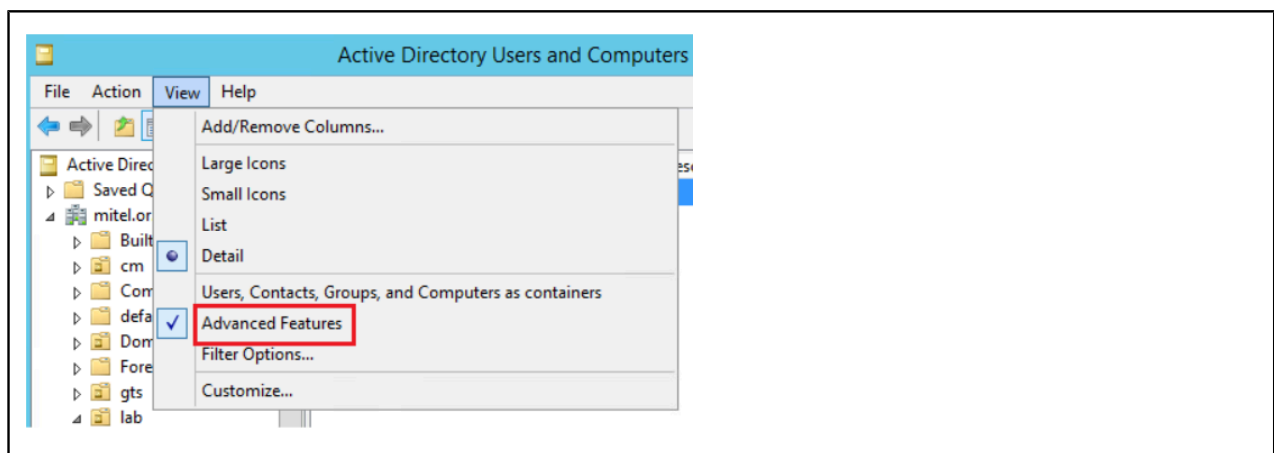 Active Directory Users and Computers
File Action View Help
Add/Remove Columns...
Active Direc Large Icons
Saved Q Small Icons
mitel.or List
Built
cm Detail
Com Users, Contacts, Groups, and Computers as containers
defa Advanced Features
Dom
Fore Filter Options...
gts Customize...
lab